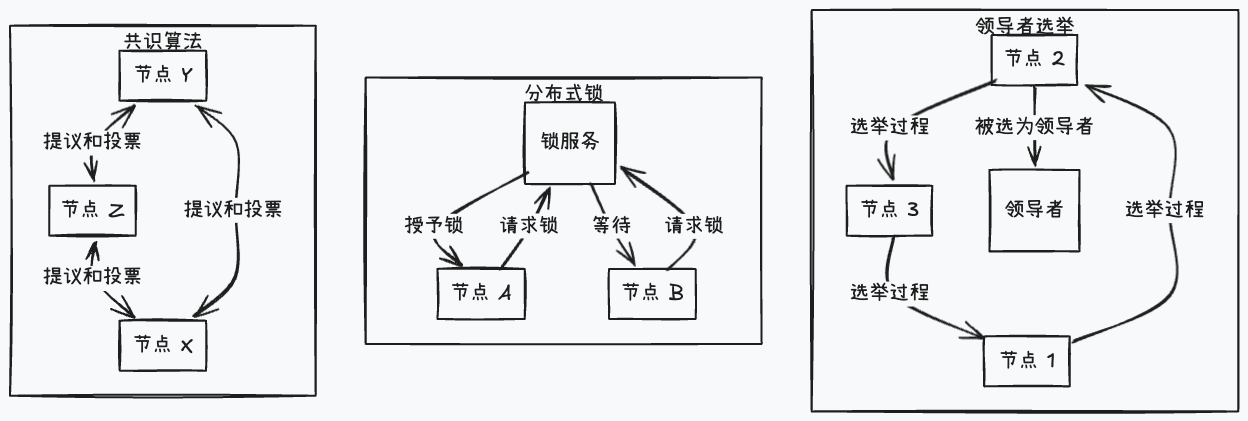 共识算法
节点 Y
提议和投票
节点 Z
提议和投票
提议和投票
节点 X
分布式锁
锁服务
授予锁
请求锁
等待
请求锁
节点 A
节点 B
领导者选举
节点 2
选举过程
被选为领导者
节点 3
领导者
选举过程
选举过程
节点 1